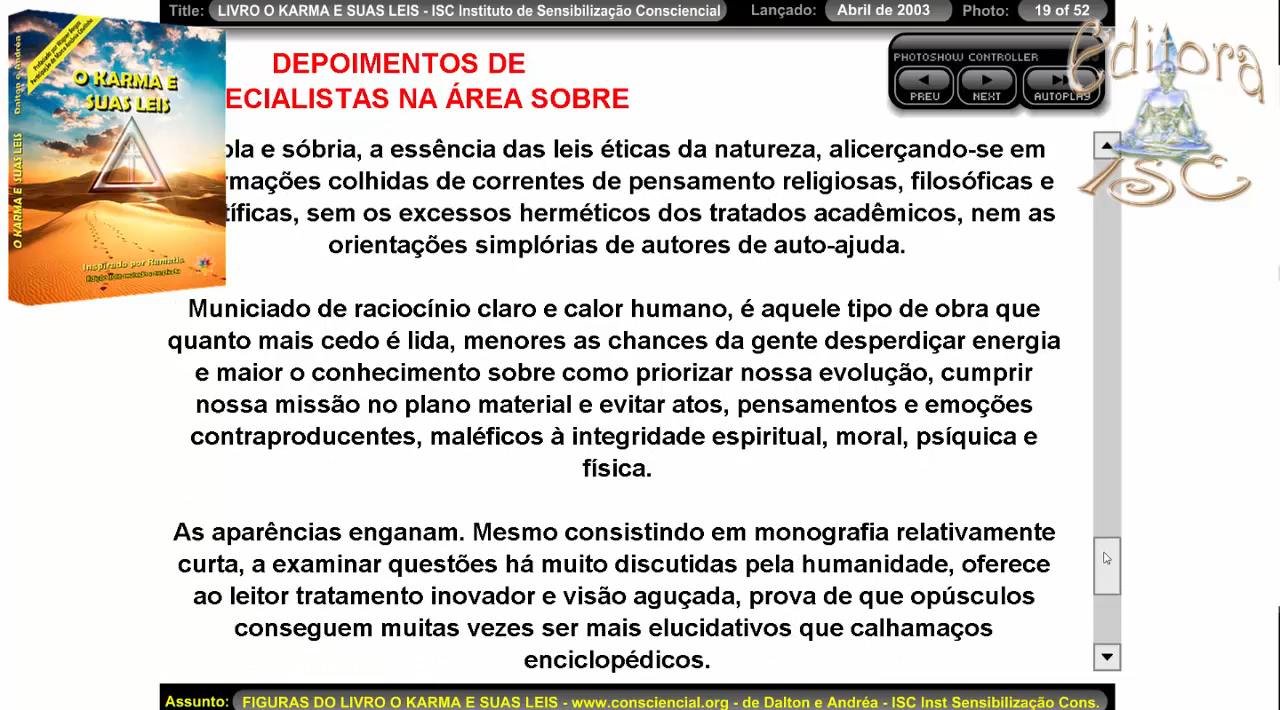 Title: LIVRO O KARMA E SUAS LEIS - ISC Instituto de Sensibilização Consciencial Lançado: Abril de 2003 Photo: 19 of 52
DEPOIMENTOS DE
ECIALISTAS NA ÁREA SOBRE
PHOTOSHOW CONTROLLER
PREV NEXT AUTOPLAY
Editora
ISC
O KARMA E
SUAS LEIS
Dalton e Andréa
O KARMA E SUAS LEIS
Inspirado por Ramatís
pla e sóbria, a essência das leis éticas da natureza, alicerçando-se em
rmações colhidas de correntes de pensamento religiosas, filosóficas e
tíficas, sem os excessos herméticos dos tratados acadêmicos, nem as
orientações simplórias de autores de auto-ajuda.
Municiado de raciocínio claro e calor humano, é aquele tipo de obra que
quanto mais cedo é lida, menores as chances da gente desperdiçar energia
e maior o conhecimento sobre como priorizar nossa evolução, cumprir
nossa missão no plano material e evitar atos, pensamentos e emoções
contraproducentes, maléficos à integridade espiritual, moral, psíquica e
física.
As aparências enganam. Mesmo consistindo em monografia relativamente
curta, a examinar questões há muito discutidas pela humanidade, oferece
ao leitor tratamento inovador e visão aguçada, prova de que opúsculos
conseguem muitas vezes ser mais elucidativos que calhamaços
enciclopédicos.
Assunto: FIGURAS DO LIVRO O KARMA E SUAS LEIS - www.consciencial.org - de Dalton e Andréa - ISC Inst Sensibilização Cons.